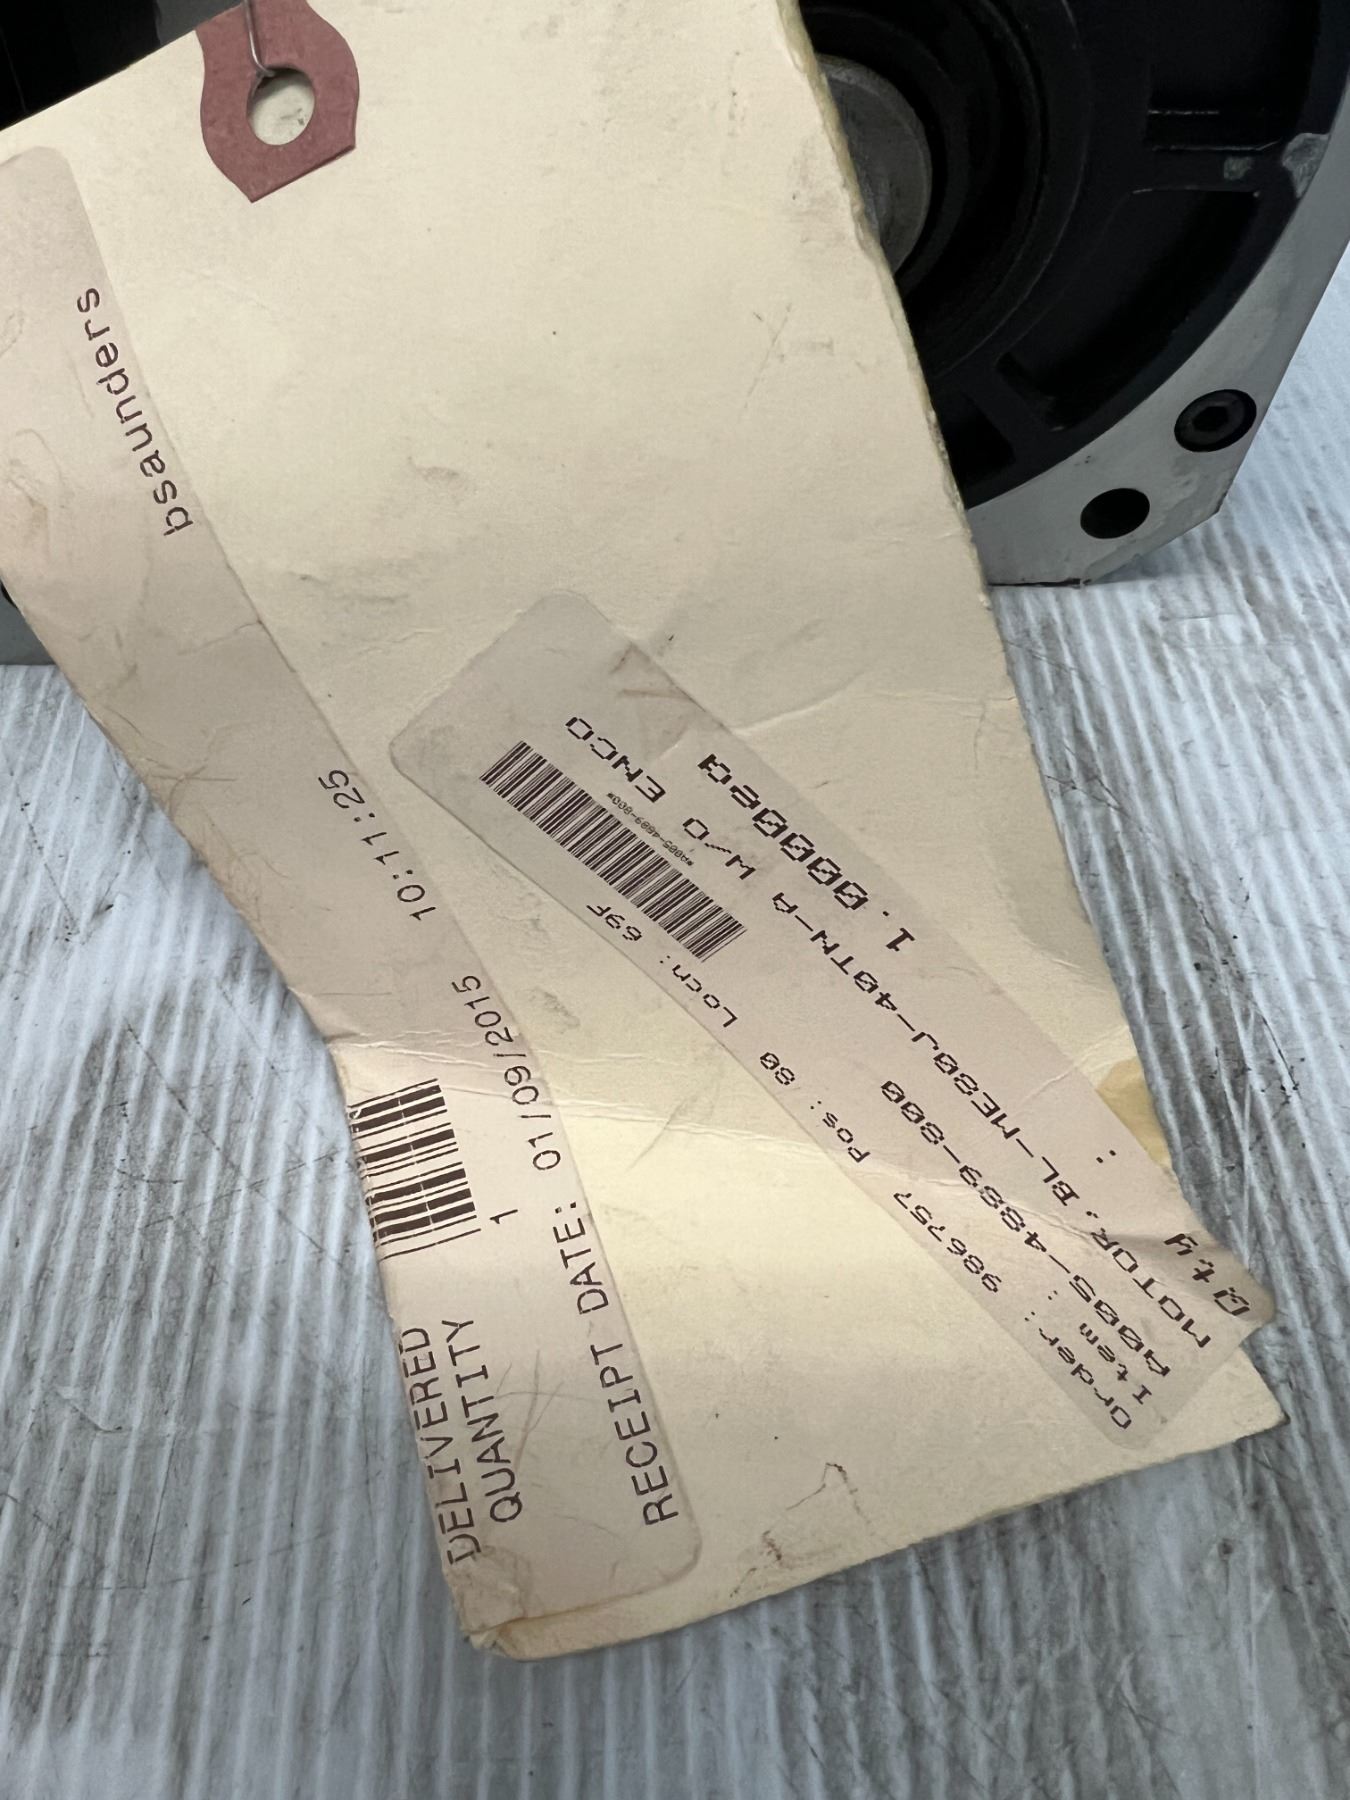 bsaunders
DELIVERED
QUANTITY 1
RECEIPT DATE: 01/09/2015 10:11:25
Order: 986757 Pos: 80 Locn: 69F
Item :
A005-4889-800
MOTOR.BL-ME80J-40TN-A W/O ENCO
Qty : 1.0000ea